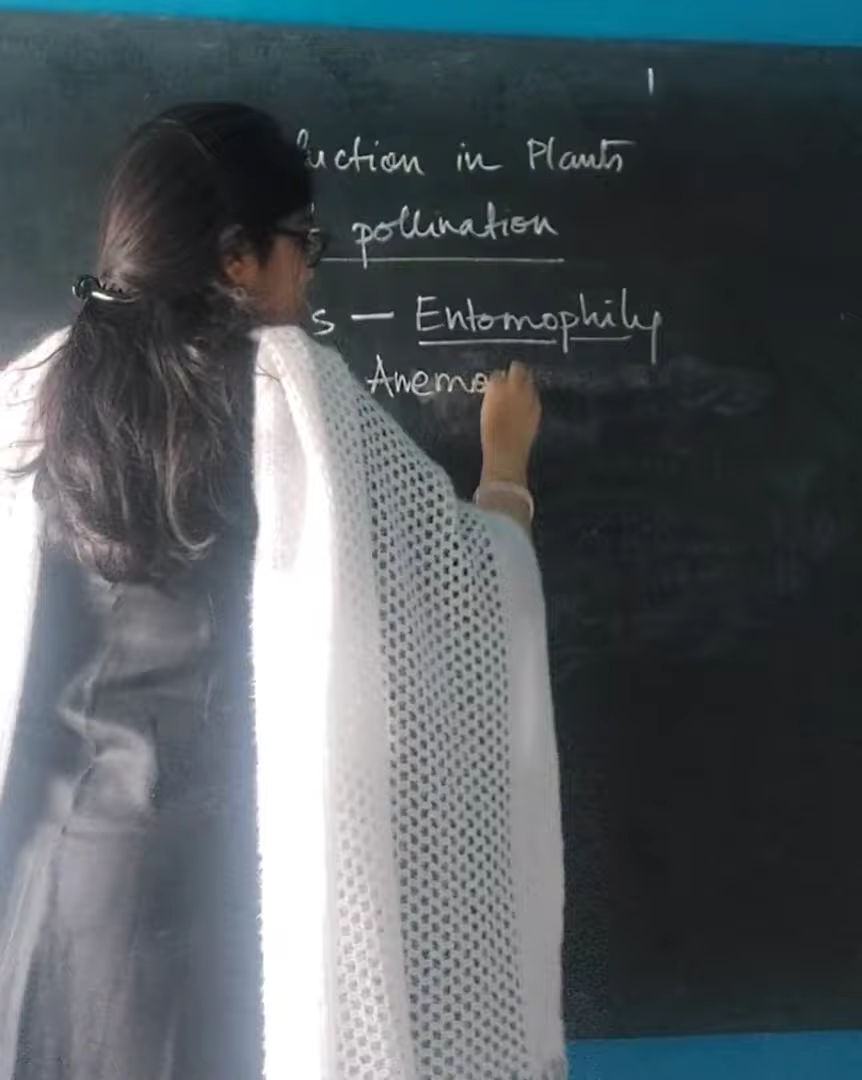 uction in Plants
pollination
s — Entomophily
Anemo